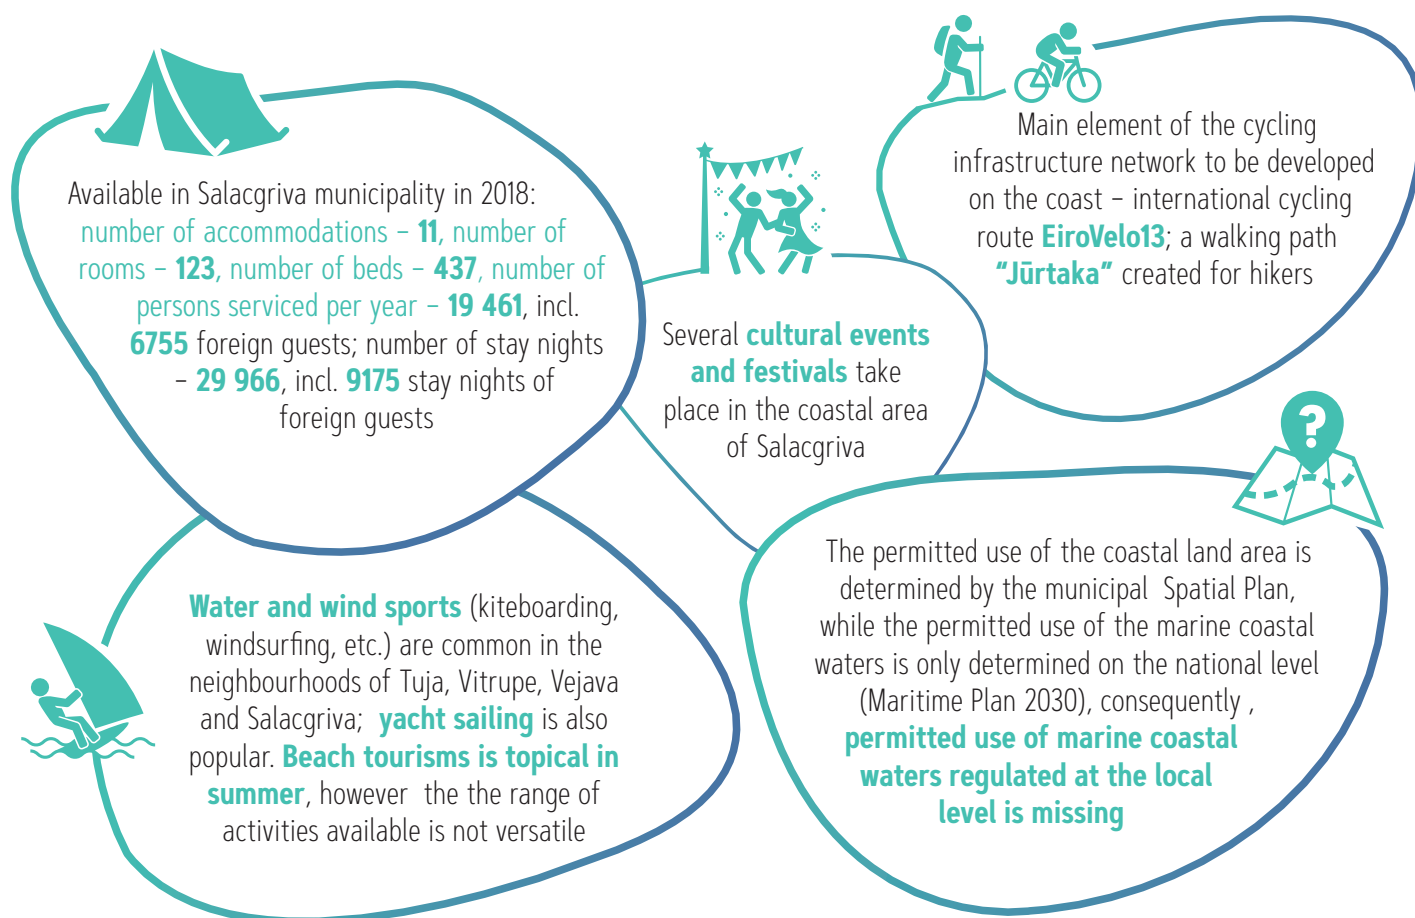 Available in Salacgriva municipality in 2018:
number of accommodations – 11, number of
rooms – 123, number of beds – 437, number of
persons serviced per year – 19 461, incl.
6755 foreign guests; number of stay nights
– 29 966, incl. 9175 stay nights of
foreign guests
Several cultural events
and festivals take
place in the coastal area
of Salacgriva
Main element of the cycling
infrastructure network to be developed
on the coast – international cycling
route EiroVelo13; a walking path
“Jūrtaka” created for hikers
Water and wind sports (kiteboarding,
windsurfing, etc.) are common in the
neighbourhoods of Tuja, Vitrupe, Vejava
and Salacgriva; yacht sailing is also
popular. Beach tourisms is topical in
summer, however the the range of
activities available is not versatile
?
The permitted use of the coastal land area is
determined by the municipal Spatial Plan,
while the permitted use of the marine coastal
waters is only determined on the national level
(Maritime Plan 2030), consequently ,
permitted use of marine coastal
waters regulated at the local
level is missing